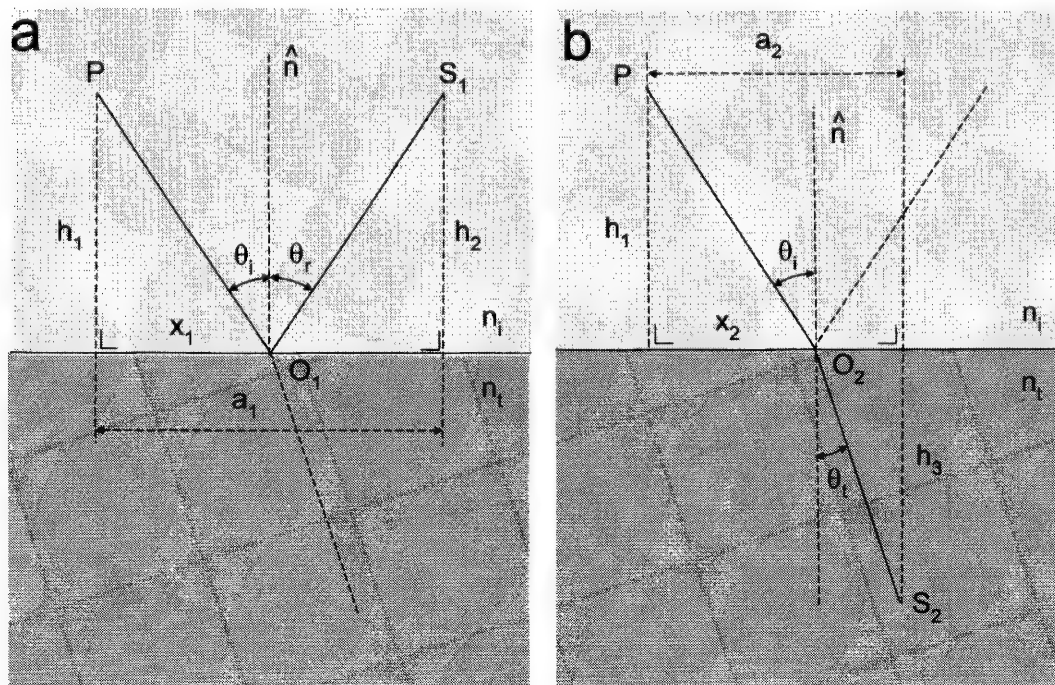 a
P
n̂
S₁
h₁
θᵢ
θᵣ
h₂
x₁
nᵢ
O₁
nₜ
a₁
b
a₂
P
n̂
h₁
θᵢ
x₂
nᵢ
O₂
nₜ
h₃
θₜ
S₂